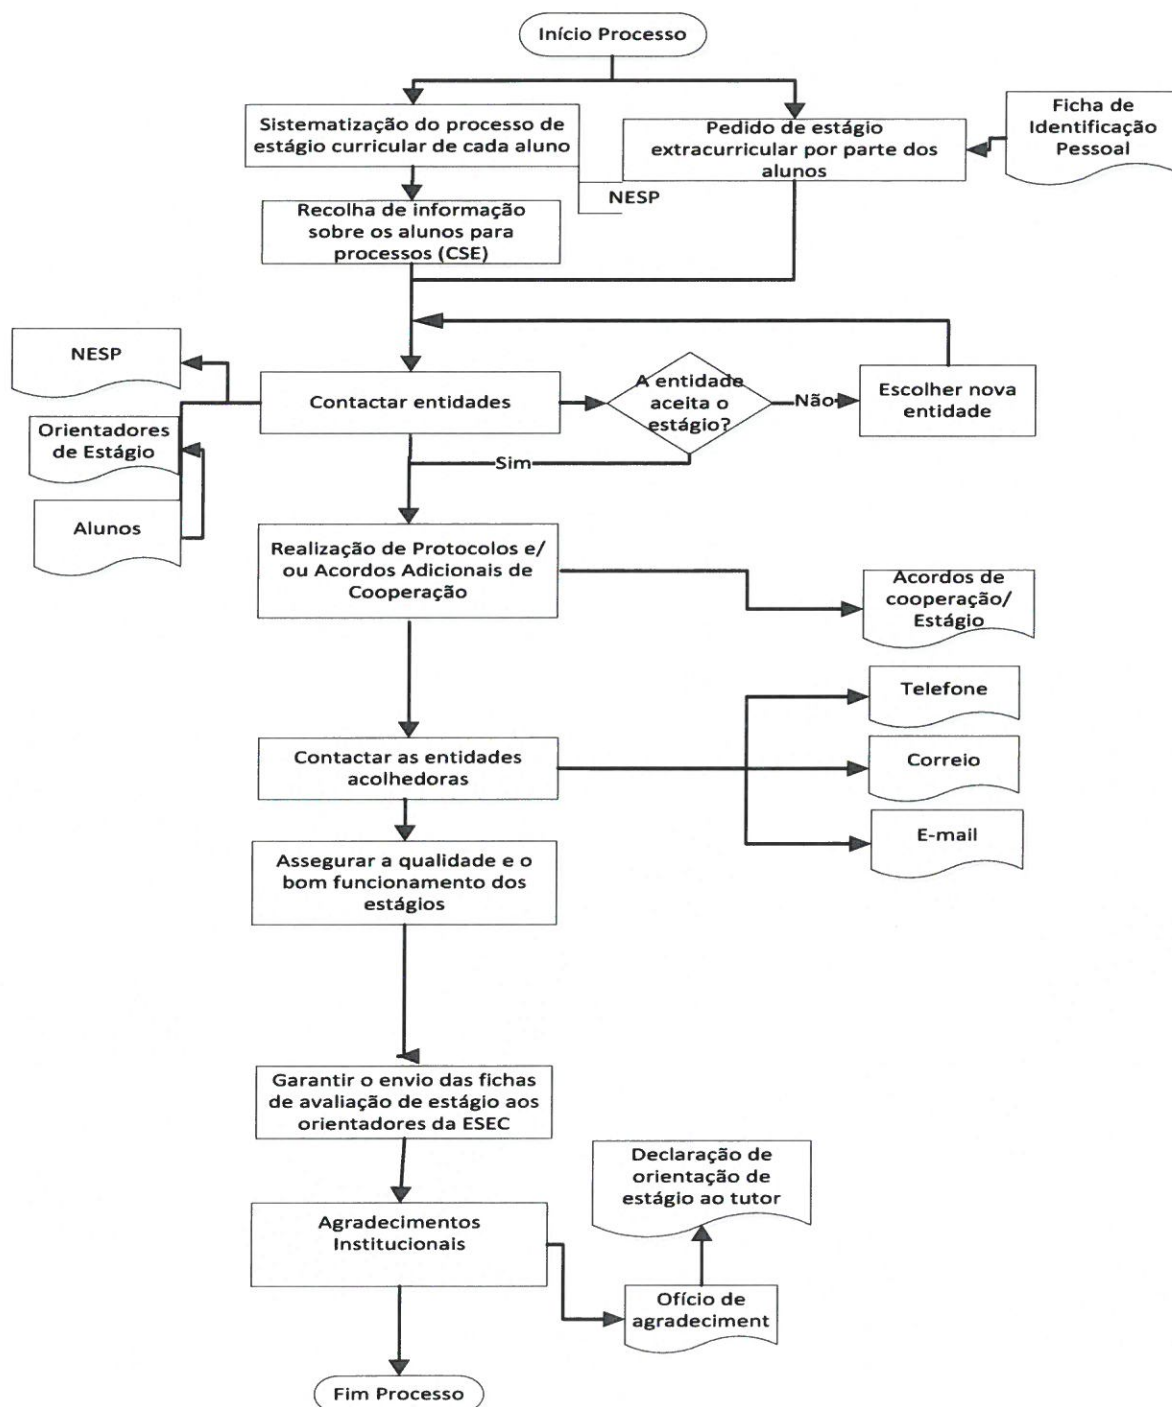 Início Processo
Sistematização do processo de
estágio curricular de cada aluno
Pedido de estágio
extracurricular por parte dos
alunos
Ficha de
Identificação
Pessoal
NESP
Recolha de informação
sobre os alunos para
processos (CSE)
NESP
Contactar entidades
A entidade
aceita o
estágio?
Não
Escolher nova
entidade
Orientadores
de Estágio
Sim
Alunos
Realização de Protocolos e/
ou Acordos Adicionais de
Cooperação
Acordos de
cooperação/
Estágio
Telefone
Contactar as entidades
acolhedoras
Correio
E-mail
Assegurar a qualidade e o
bom funcionamento dos
estágios
Garantir o envio das fichas
de avaliação de estágio aos
orientadores da ESEC
Declaração de
orientação de
estágio ao tutor
Agradecimentos
Institucionais
Ofício de
agradeciment
Fim Processo